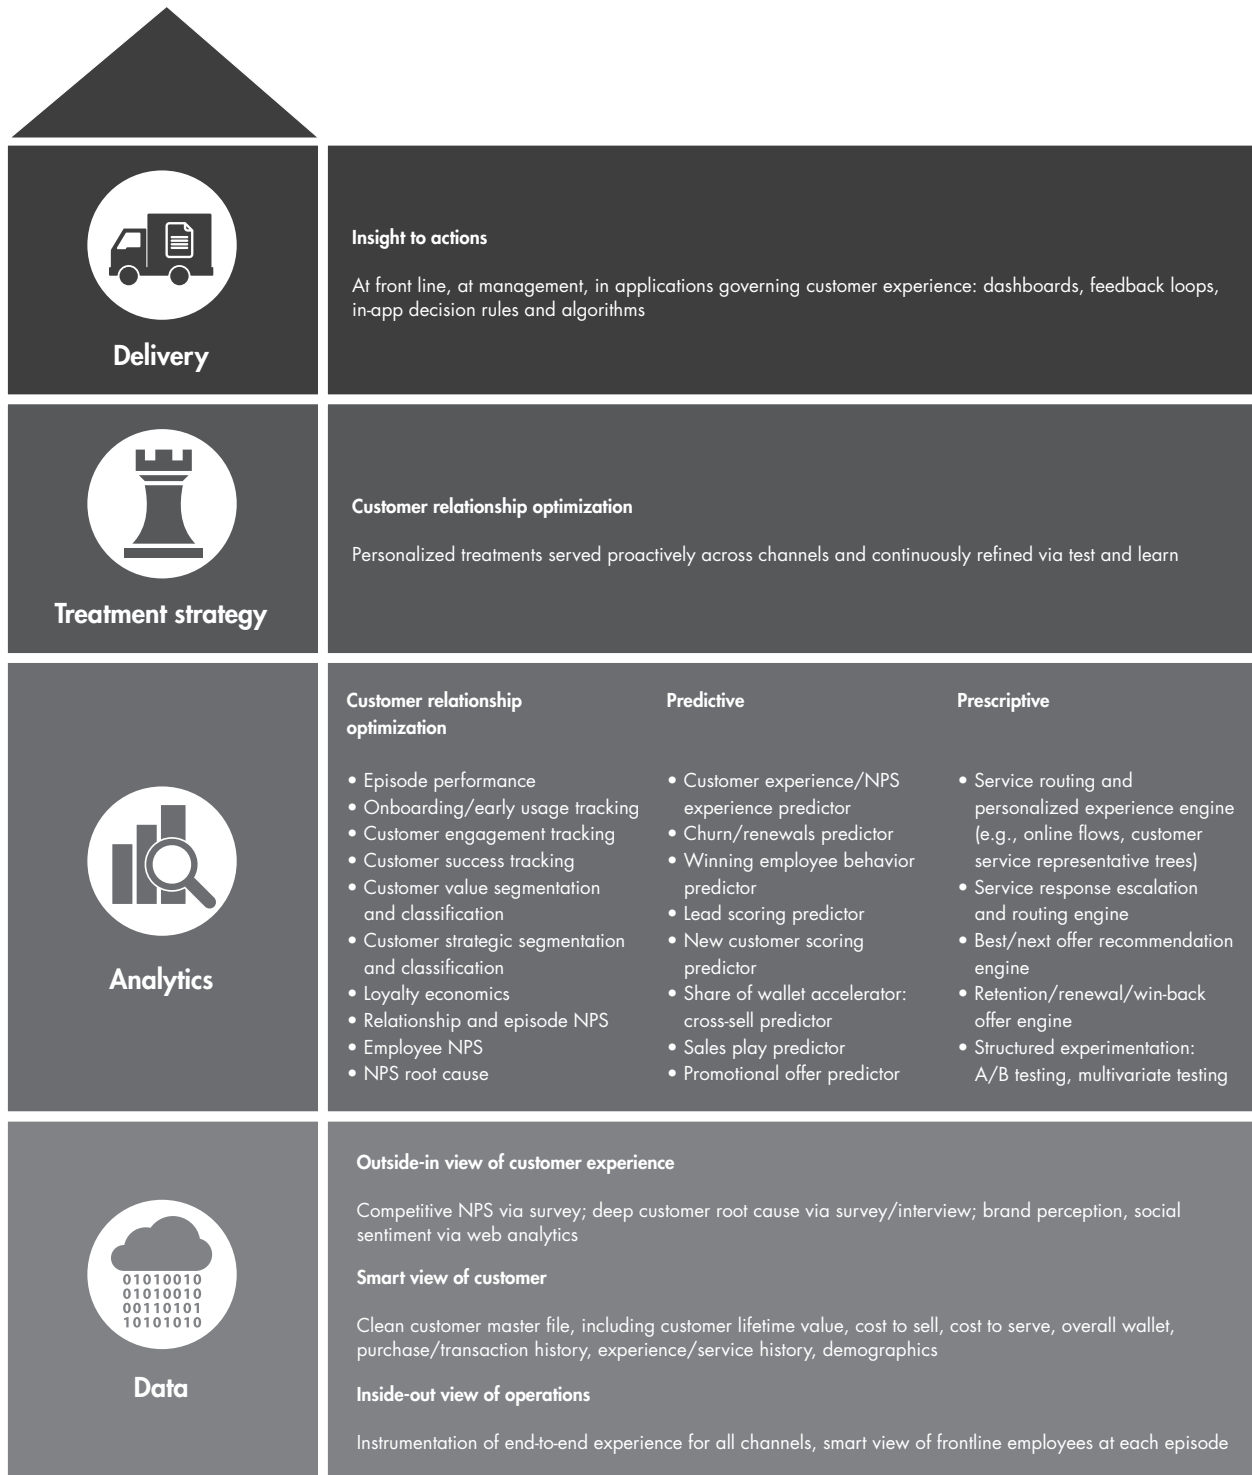 Delivery
Insight to actions
At front line, at management, in applications governing customer experience: dashboards, feedback loops,
in-app decision rules and algorithms
Treatment strategy
Customer relationship optimization
Personalized treatments served proactively across channels and continuously refined via test and learn
Analytics
Customer relationship
optimization
• Episode performance
• Onboarding/early usage tracking
• Customer engagement tracking
• Customer success tracking
• Customer value segmentation
and classification
• Customer strategic segmentation
and classification
• Loyalty economics
• Relationship and episode NPS
• Employee NPS
• NPS root cause
Predictive
• Customer experience/NPS
experience predictor
• Churn/renewals predictor
• Winning employee behavior
predictor
• Lead scoring predictor
• New customer scoring
predictor
• Share of wallet accelerator:
cross-sell predictor
• Sales play predictor
• Promotional offer predictor
Prescriptive
• Service routing and
personalized experience engine
(e.g., online flows, customer
service representative trees)
• Service response escalation
and routing engine
• Best/next offer recommendation
engine
• Retention/renewal/win-back
offer engine
• Structured experimentation:
A/B testing, multivariate testing
01010010
01010010
00110101
10101010
Data
Outside-in view of customer experience
Competitive NPS via survey; deep customer root cause via survey/interview; brand perception, social
sentiment via web analytics
Smart view of customer
Clean customer master file, including customer lifetime value, cost to sell, cost to serve, overall wallet,
purchase/transaction history, experience/service history, demographics
Inside-out view of operations
Instrumentation of end-to-end experience for all channels, smart view of frontline employees at each episode